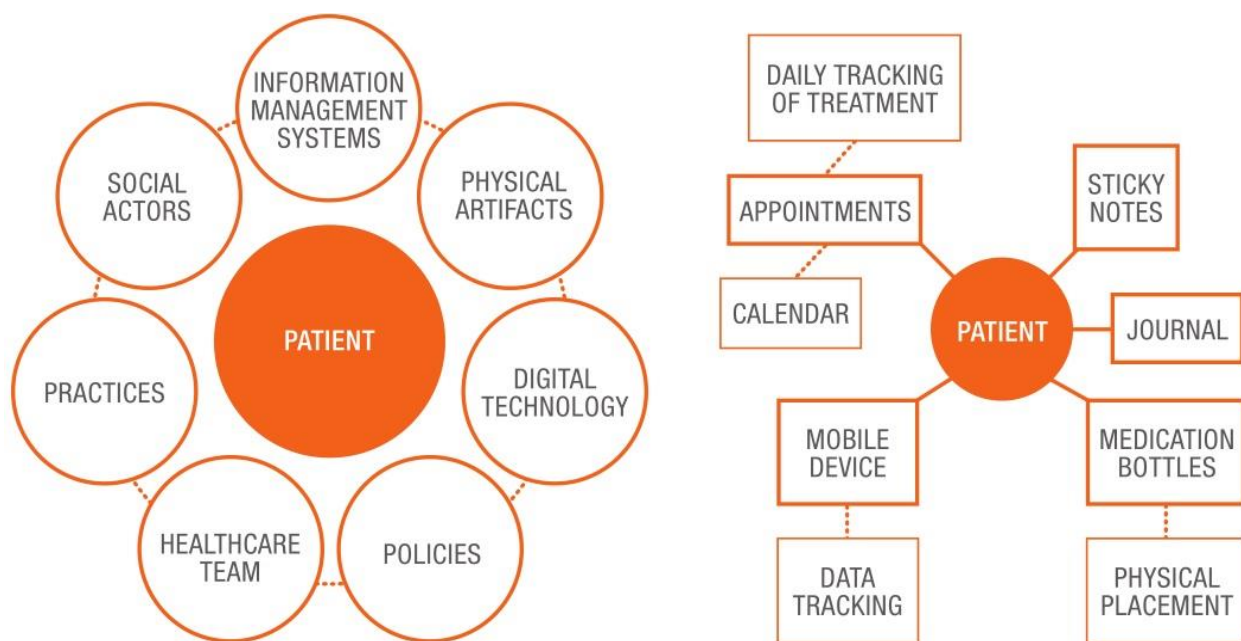 INFORMATION
MANAGEMENT
SYSTEMS
SOCIAL
ACTORS
PHYSICAL
ARTIFACTS
PATIENT
PRACTICES
DIGITAL
TECHNOLOGY
HEALTHCARE
TEAM
POLICIES
DAILY TRACKING
OF TREATMENT
APPOINTMENTS
STICKY
NOTES
CALENDAR
PATIENT
JOURNAL
MOBILE
DEVICE
MEDICATION
BOTTLES
DATA
TRACKING
PHYSICAL
PLACEMENT